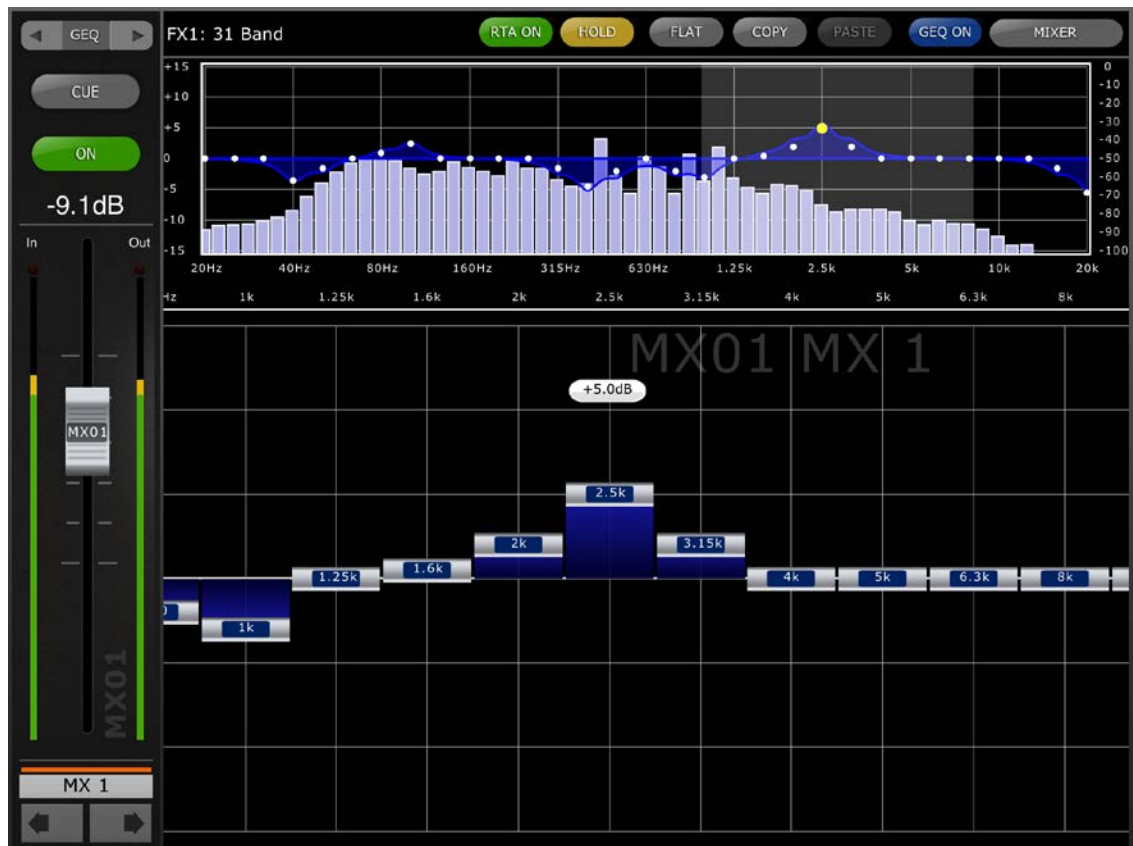 GEQ
FX1: 31 Band
RTA ON
HOLD
FLAT
COPY
PASTE
GEQ ON
MIXER
CUE
ON
-9.1dB
In
Out
+15
+10
+5
0
-5
-10
-15
0
-10
-20
-30
-40
-50
-60
-70
-80
-90
-100
20Hz 40Hz 80Hz 160Hz 315Hz 630Hz 1.25k 2.5k 5k 10k 20k
Hz 1k 1.25k 1.6k 2k 2.5k 3.15k 4k 5k 6.3k 8k
MX01 MX 1
+5.0dB
2.5k
2k
3.15k
1.6k
1.25k
4k
5k
6.3k
8k
1k
MX01
MX01
MX 1